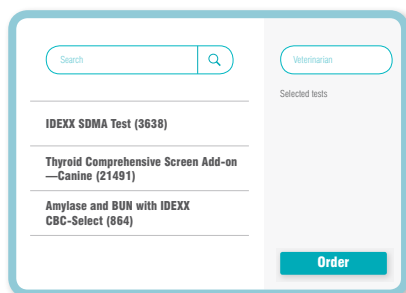 Search
IDEXX SDMA Test (3638)
Thyroid Comprehensive Screen Add-on
—Canine (21491)
Amylase and BUN with IDEXX
CBC-Select (864)
Veterinarian
Selected tests
Order